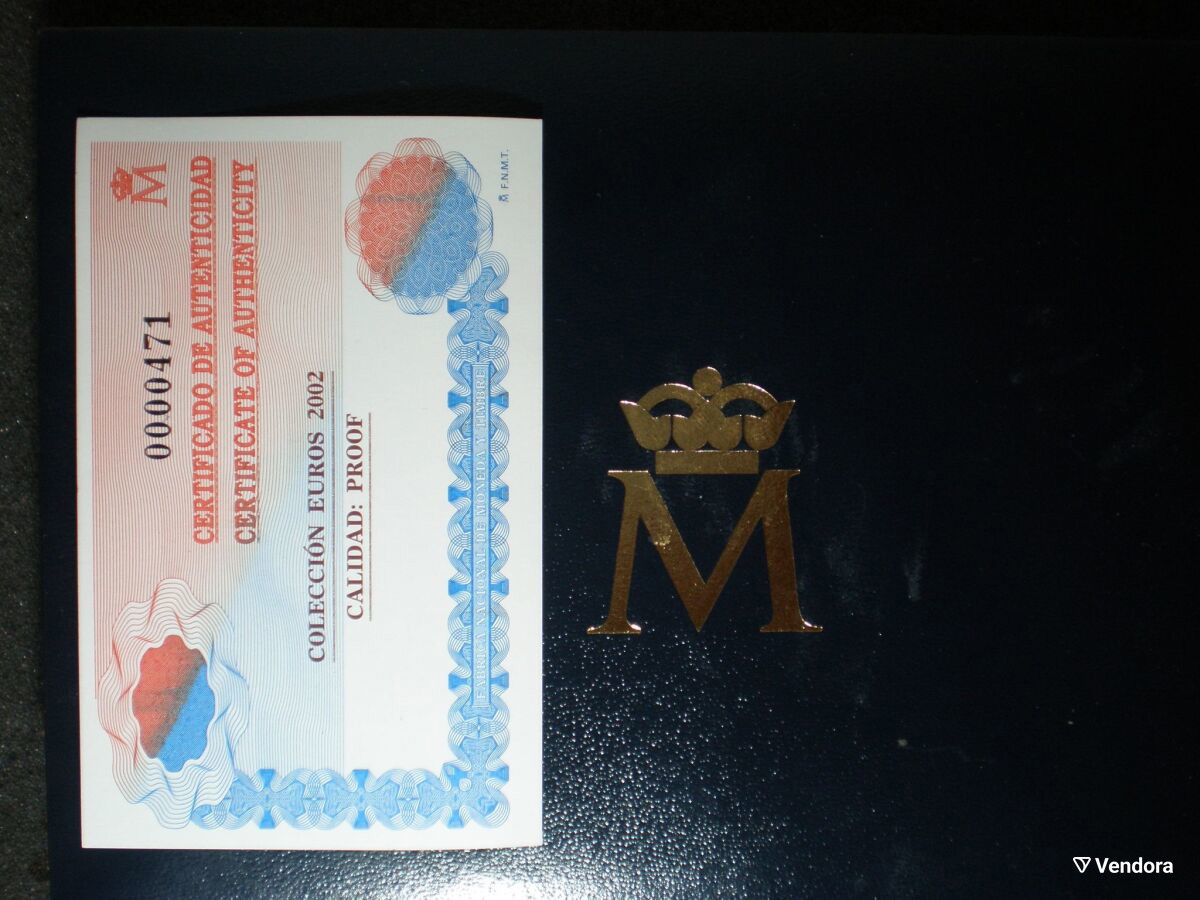 0000471
M
CERTIFICADO DE AUTENTICIDAD
CERTIFICATE OF AUTHENTICITY
COLECCIÓN EUROS 2002
CALIDAD: PROOF
FABRICA NACIONAL DE MONEDA Y TIMBRE
M F.N.M.T.
M
Vendora